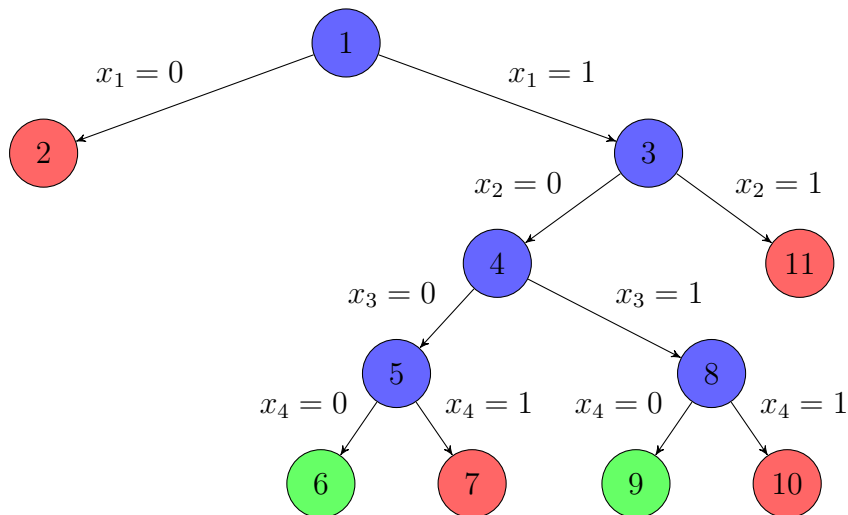 1
x₁ = 0
x₁ = 1
2
3
x₂ = 0
x₂ = 1
4
11
x₃ = 0
x₃ = 1
5
8
x₄ = 0
x₄ = 1
x₄ = 0
x₄ = 1
6
7
9
10